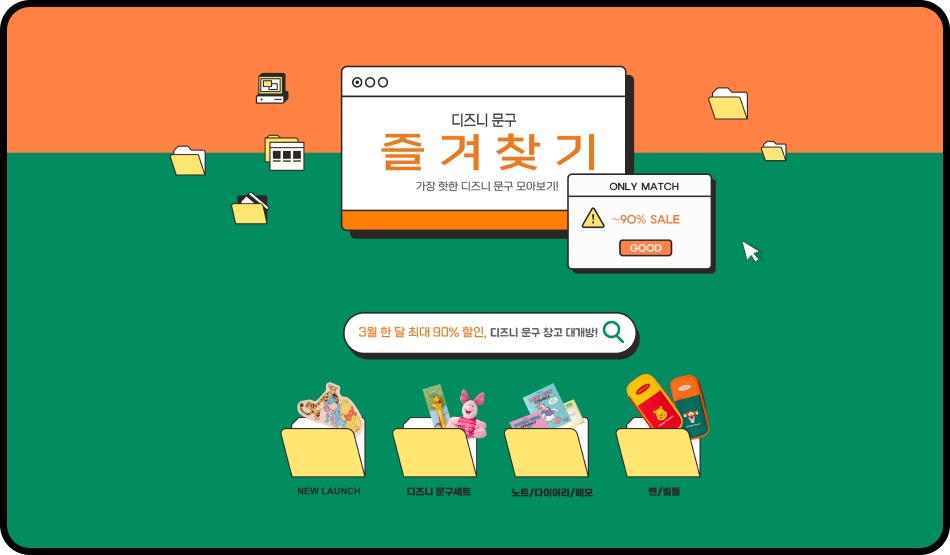 디즈니 문구
즐겨찾기
가장 핫한 디즈니 문구 모아보기!
ONLY MATCH
~90% SALE
GOOD
3월 한 달 최대 90% 할인, 디즈니 문구 창고 대개방!
NEW LAUNCH
디즈니 문구세트
노트/다이어리/메모
펜/필통